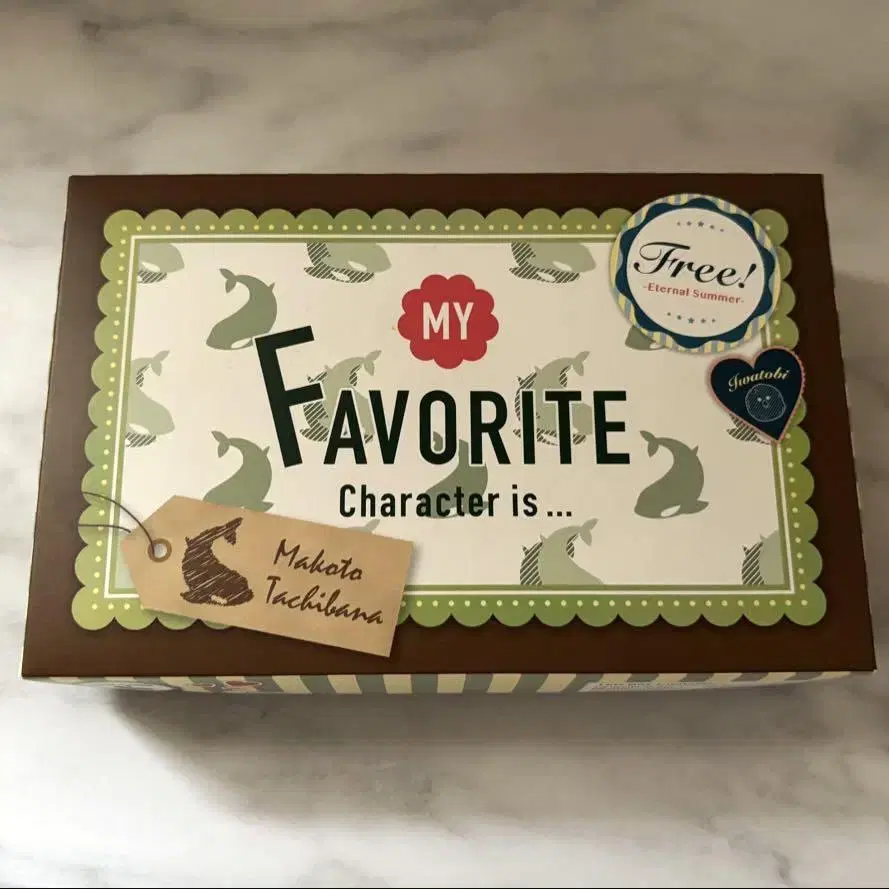 Free!
-Eternal Summer-
MY
FAVORITE
Character is...
Iwatobi
Makoto
Tachibana